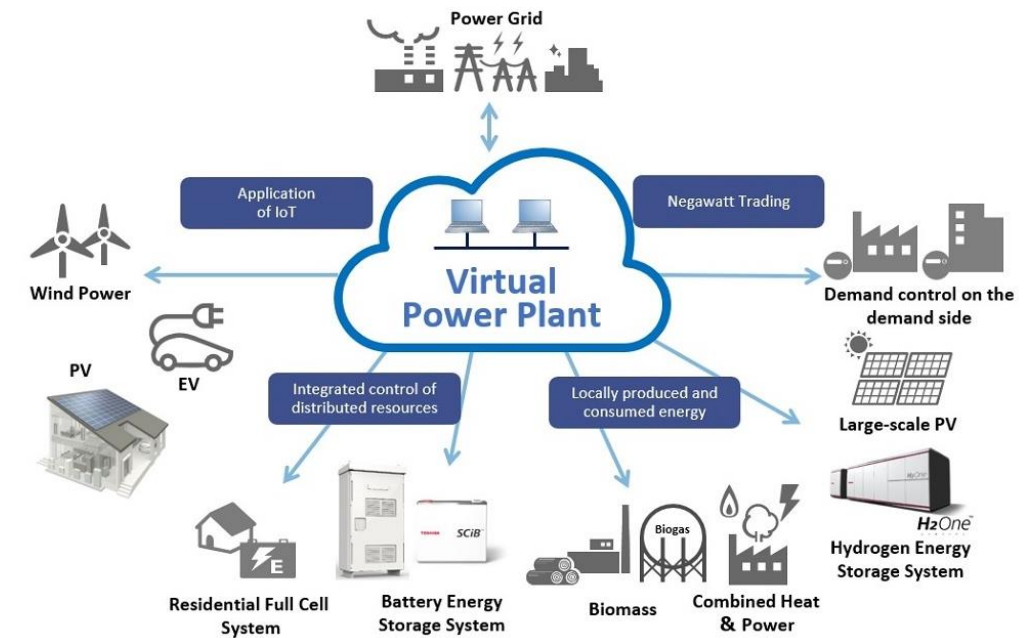 Power Grid
Application
of IoT
Negawatt Trading
Virtual
Power Plant
Wind Power
Demand control on the
demand side
EV
PV
Integrated control of
distributed resources
Locally produced and
consumed energy
Large-scale PV
TOSHIBA
SCiB™
Biogas
H2One
H2One™
Hydrogen Energy
Storage System
E
Residential Full Cell
System
Battery Energy
Storage System
Biomass
Combined Heat
& Power